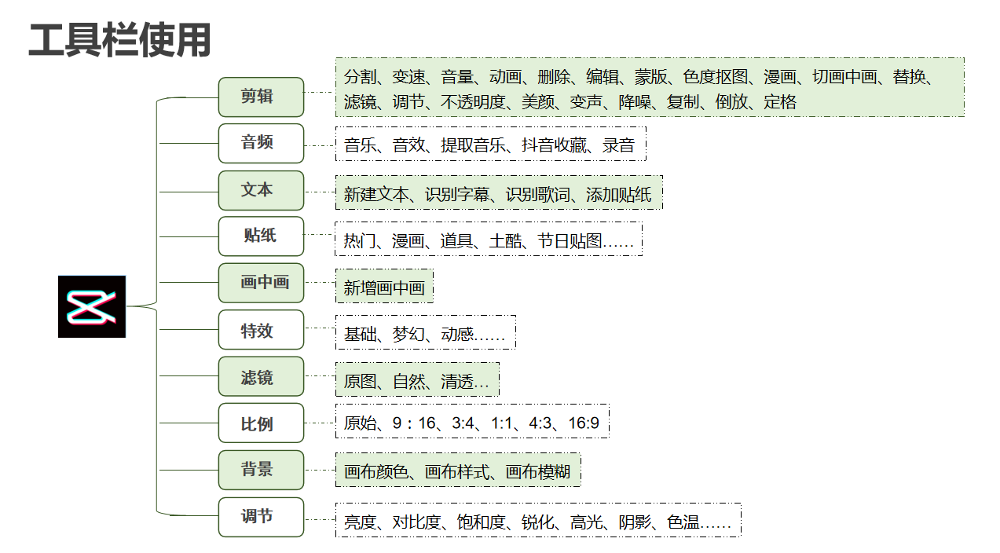 工具栏使用
剪辑
分割、变速、音量、动画、删除、编辑、蒙版、色度抠图、漫画、切画中画、替换、
滤镜、调节、不透明度、美颜、变声、降噪、复制、倒放、定格
音频
音乐、音效、提取音乐、抖音收藏、录音
文本
新建文本、识别字幕、识别歌词、添加贴纸
贴纸
热门、漫画、道具、土酷、节日贴图……
画中画
新增画中画
特效
基础、梦幻、动感……
滤镜
原图、自然、清透…
比例
原始、9：16、3:4、1:1、4:3、16:9
背景
画布颜色、画布样式、画布模糊
调节
亮度、对比度、饱和度、锐化、高光、阴影、色温……